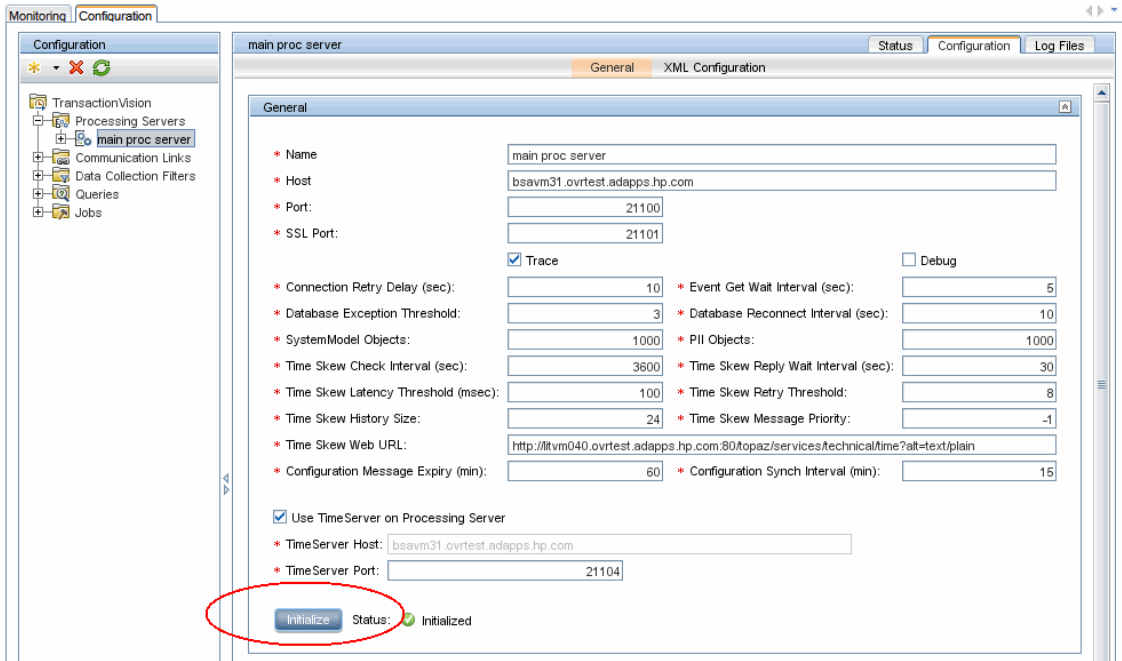 Monitoring Configuration
Configuration
TransactionVision
Processing Servers
main proc server
Communication Links
Data Collection Filters
Queries
Jobs
main proc server Status Configuration Log Files
General XML Configuration
General
* Name main proc server
* Host bsavm31.ovrtest.adapps.hp.com
* Port: 21100
* SSL Port: 21101
Trace Debug
* Connection Retry Delay (sec): 10 * Event Get Wait Interval (sec): 5
* Database Exception Threshold: 3 * Database Reconnect Interval (sec): 10
* SystemModel Objects: 1000 * PII Objects: 1000
* Time Skew Check Interval (sec): 3600 * Time Skew Reply Wait Interval (sec): 30
* Time Skew Latency Threshold (msec): 100 * Time Skew Retry Threshold: 8
* Time Skew History Size: 24 * Time Skew Message Priority: -1
* Time Skew Web URL: http://litvm040.ovrtest.adapps.hp.com:80/topaz/services/technical/time?alt=text/plain
* Configuration Message Expiry (min): 60 * Configuration Synch Interval (min): 15
Use TimeServer on Processing Server
* TimeServer Host: bsavm31.ovrtest.adapps.hp.com
* TimeServer Port: 21104
Initialize Status: Initialized